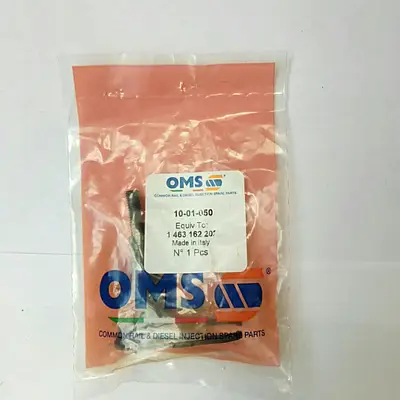 OMS
COMMON RAIL & DIESEL INJECTION SPARE PARTS
10-01-050
Equiv To:
1 463 162 20
Made in Italy
N° 1 Pcs
OMS ®
COMMON RAIL & DIESEL INJECTION SPARE PARTS